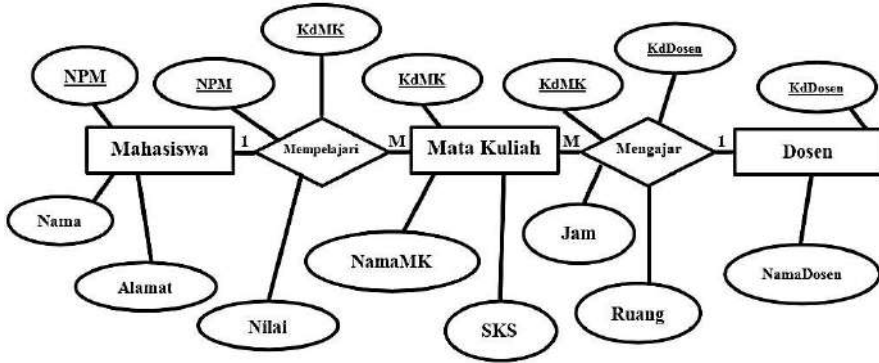 KdMK
KdDosen
NPM
NPM
KdMK
KdMK
KdDosen
Mahasiswa
1
Mempelajari
M
Mata Kuliah
M
Mengajar
1
Dosen
Nama
Jam
NamaMK
NamaDosen
Alamat
Ruang
Nilai
SKS